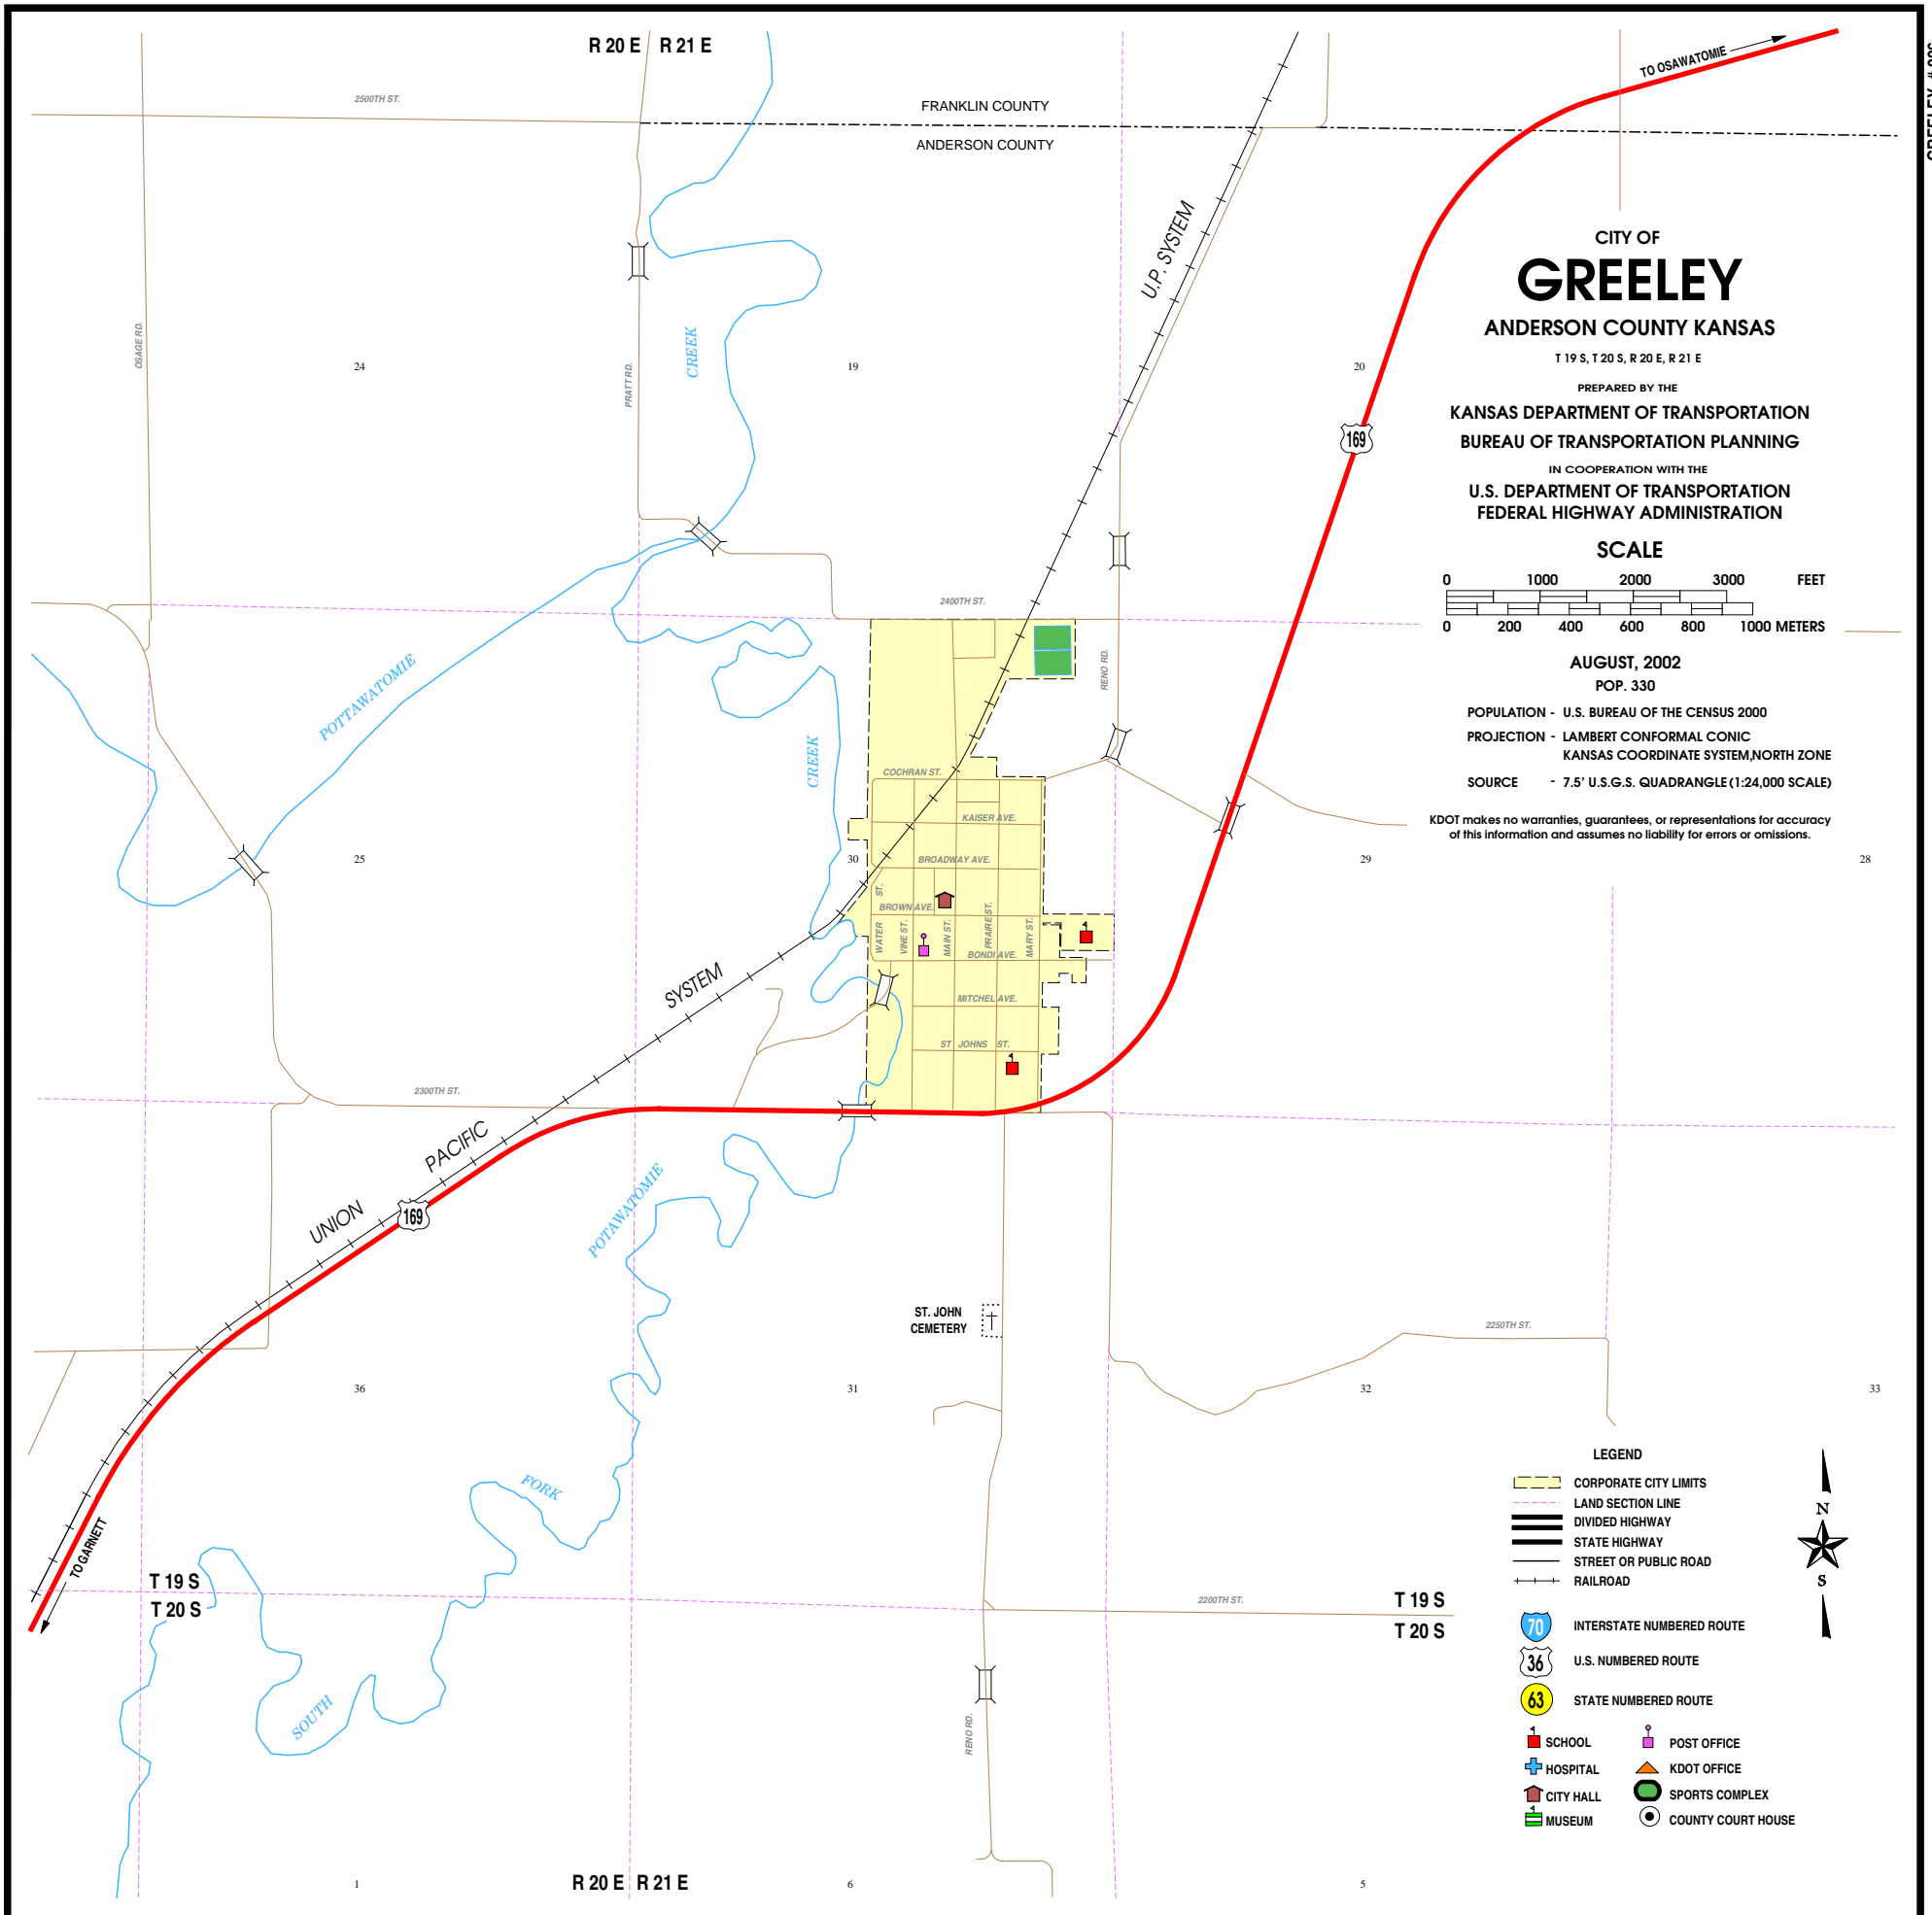 R 20 E R 21 E
TO OSAWATOMIE
2500TH ST.
FRANKLIN COUNTY
ANDERSON COUNTY
U.P. SYSTEM
CITY OF
GREELEY
ANDERSON COUNTY KANSAS
T 19 S, T 20 S, R 20 E, R 21 E
PREPARED BY THE
KANSAS DEPARTMENT OF TRANSPORTATION
BUREAU OF TRANSPORTATION PLANNING
IN COOPERATION WITH THE
U.S. DEPARTMENT OF TRANSPORTATION
FEDERAL HIGHWAY ADMINISTRATION
SCALE
0 1000 2000 3000 FEET
0 200 400 600 800 1000 METERS
AUGUST, 2002
POP. 330
POPULATION - U.S. BUREAU OF THE CENSUS 2000
PROJECTION - LAMBERT CONFORMAL CONIC
KANSAS COORDINATE SYSTEM,NORTH ZONE
SOURCE - 7.5' U.S.G.S. QUADRANGLE (1:24,000 SCALE)
KDOT makes no warranties, guarantees, or representations for accuracy
of this information and assumes no liability for errors or omissions.
OSAGE RD.
PRATT RD.
CREEK
24
19
20
169
2400TH ST.
RENO RD.
POTTAWATOMIE
CREEK
COCHRAN ST.
KAISER AVE.
BROADWAY AVE.
25
30
29
28
BROWN AVE.
WATER ST.
VINE ST.
MAIN ST.
PRAIRE ST.
MARY ST.
BONDI AVE.
MITCHEL AVE.
ST JOHNS ST.
SYSTEM
2300TH ST.
PACIFIC
UNION
169
POTAWATOMIE
ST. JOHN
CEMETERY
2250TH ST.
36
31
32
33
FORK
TO GARNETT
T 19 S
T 20 S
2200TH ST.
T 19 S
T 20 S
SOUTH
RENO RD.
LEGEND
CORPORATE CITY LIMITS
LAND SECTION LINE
DIVIDED HIGHWAY
STATE HIGHWAY
STREET OR PUBLIC ROAD
RAILROAD
N
S
70 INTERSTATE NUMBERED ROUTE
36 U.S. NUMBERED ROUTE
63 STATE NUMBERED ROUTE
SCHOOL POST OFFICE
HOSPITAL KDOT OFFICE
CITY HALL SPORTS COMPLEX
MUSEUM COUNTY COURT HOUSE
1
R 20 E R 21 E
6
5